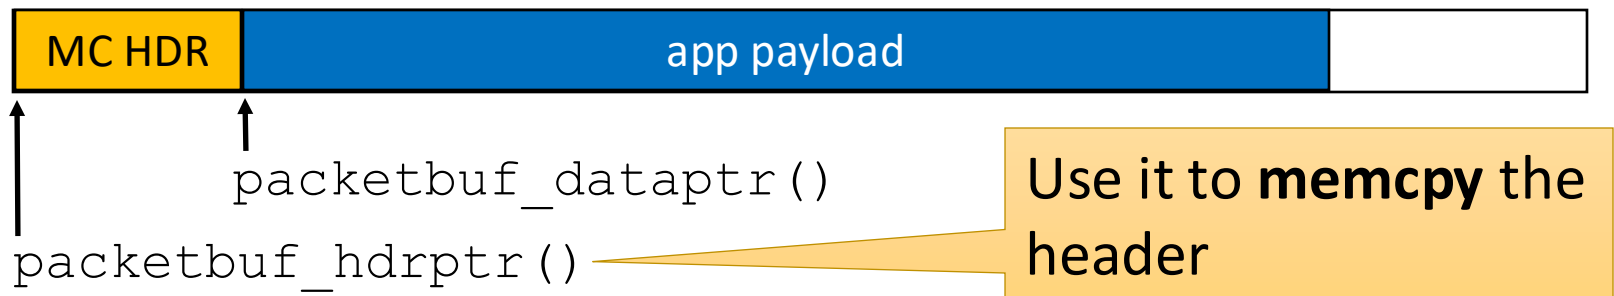 MC HDR
app payload
packetbuf_dataptr()
packetbuf_hdrptr()
Use it to memcpy the
header